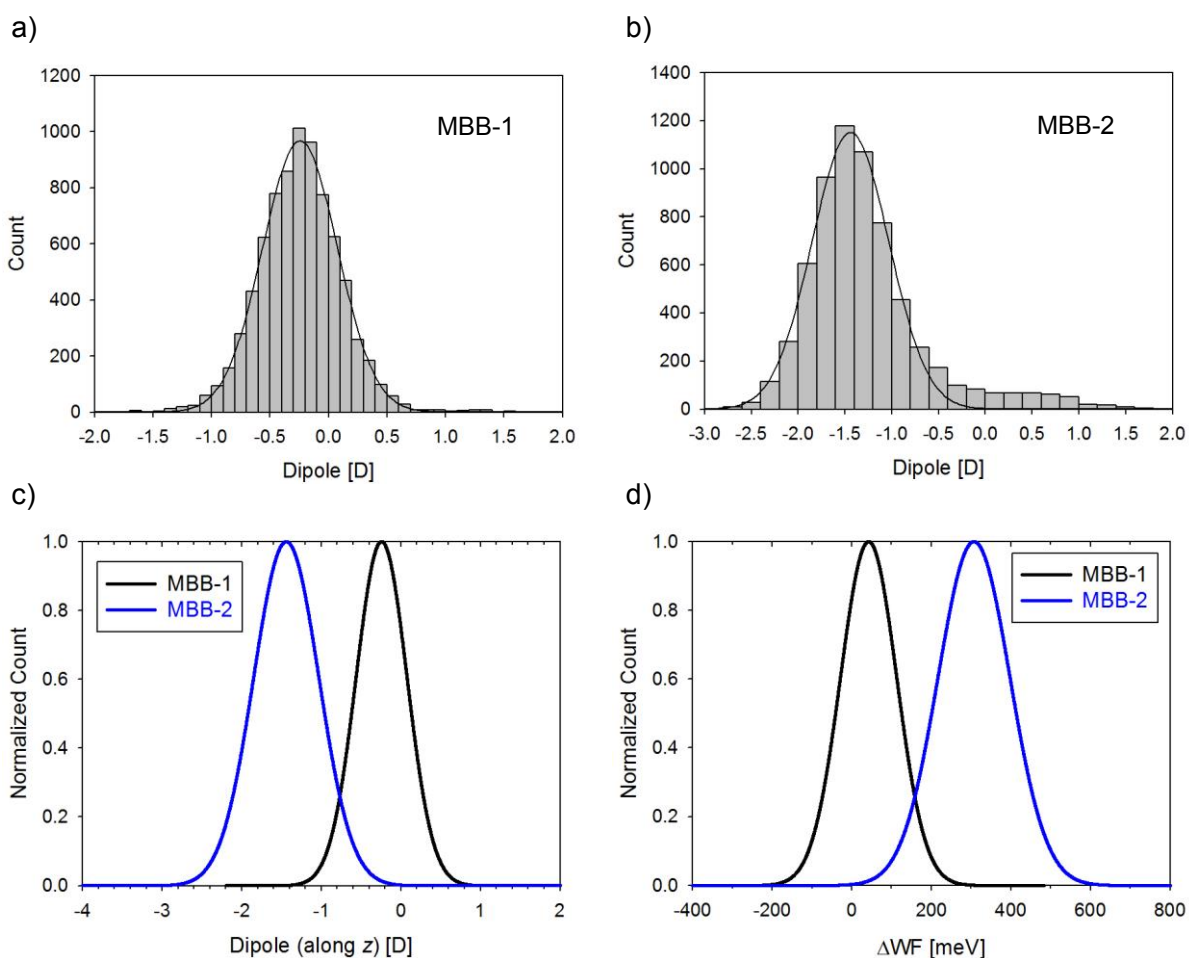 a)
1200
1000
800
600
400
200
0
Count
MBB-1
-2.0 -1.5 -1.0 -0.5 0.0 0.5 1.0 1.5 2.0
Dipole [D]
b)
1400
1200
1000
800
600
400
200
0
Count
MBB-2
-3.0 -2.5 -2.0 -1.5 -1.0 -0.5 0.0 0.5 1.0 1.5 2.0
Dipole [D]
c)
1.0
0.8
0.6
0.4
0.2
0.0
Normalized Count
MBB-1
MBB-2
-4 -3 -2 -1 0 1 2
Dipole (along z) [D]
d)
1.0
0.8
0.6
0.4
0.2
0.0
Normalized Count
MBB-1
MBB-2
-400 -200 0 200 400 600 800
ΔWF [meV]